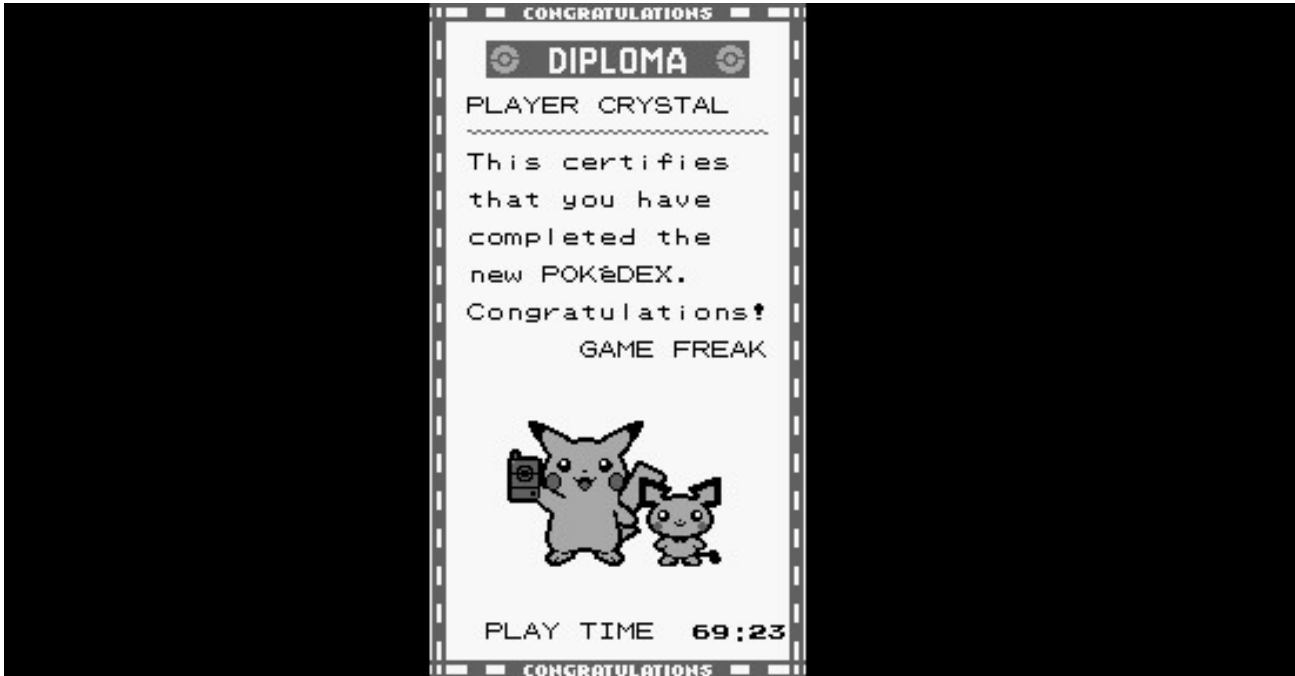 CONGRATULATIONS
DIPLOMA
PLAYER CRYSTAL
This certifies
that you have
completed the
new POKéDEX.
Congratulations!
GAME FREAK
PLAY TIME 69:23
CONGRATULATIONS